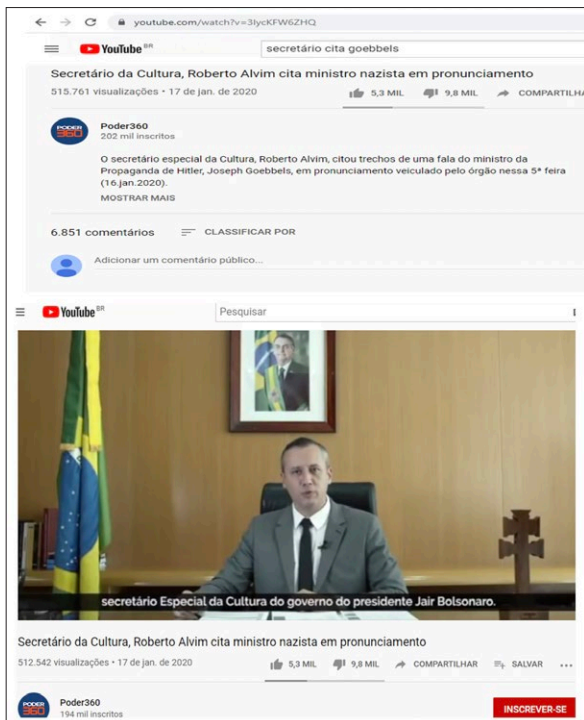 youtube.com/watch?v=3lycKFW6ZHQ
YouTube BR
secretário cita goebbels
Secretário da Cultura, Roberto Alvim cita ministro nazista em pronunciamento
515.761 visualizações • 17 de jan. de 2020
5,3 MIL 9,8 MIL COMPARTILHA
PODER 360
Poder360
202 mil inscritos
O secretário especial da Cultura, Roberto Alvim, citou trechos de uma fala do ministro da
Propaganda de Hitler, Joseph Goebbels, em pronunciamento veiculado pelo órgão nessa 5ª feira
(16.jan.2020).
MOSTRAR MAIS
6.851 comentários CLASSIFICAR POR
Adicionar um comentário público...
YouTube BR
Pesquisar
secretário Especial da Cultura do governo do presidente Jair Bolsonaro.
Secretário da Cultura, Roberto Alvim cita ministro nazista em pronunciamento
512.542 visualizações • 17 de jan. de 2020
5,3 MIL 9,8 MIL COMPARTILHAR SALVAR
PODER 360
Poder360
194 mil inscritos
INSCREVER-SE